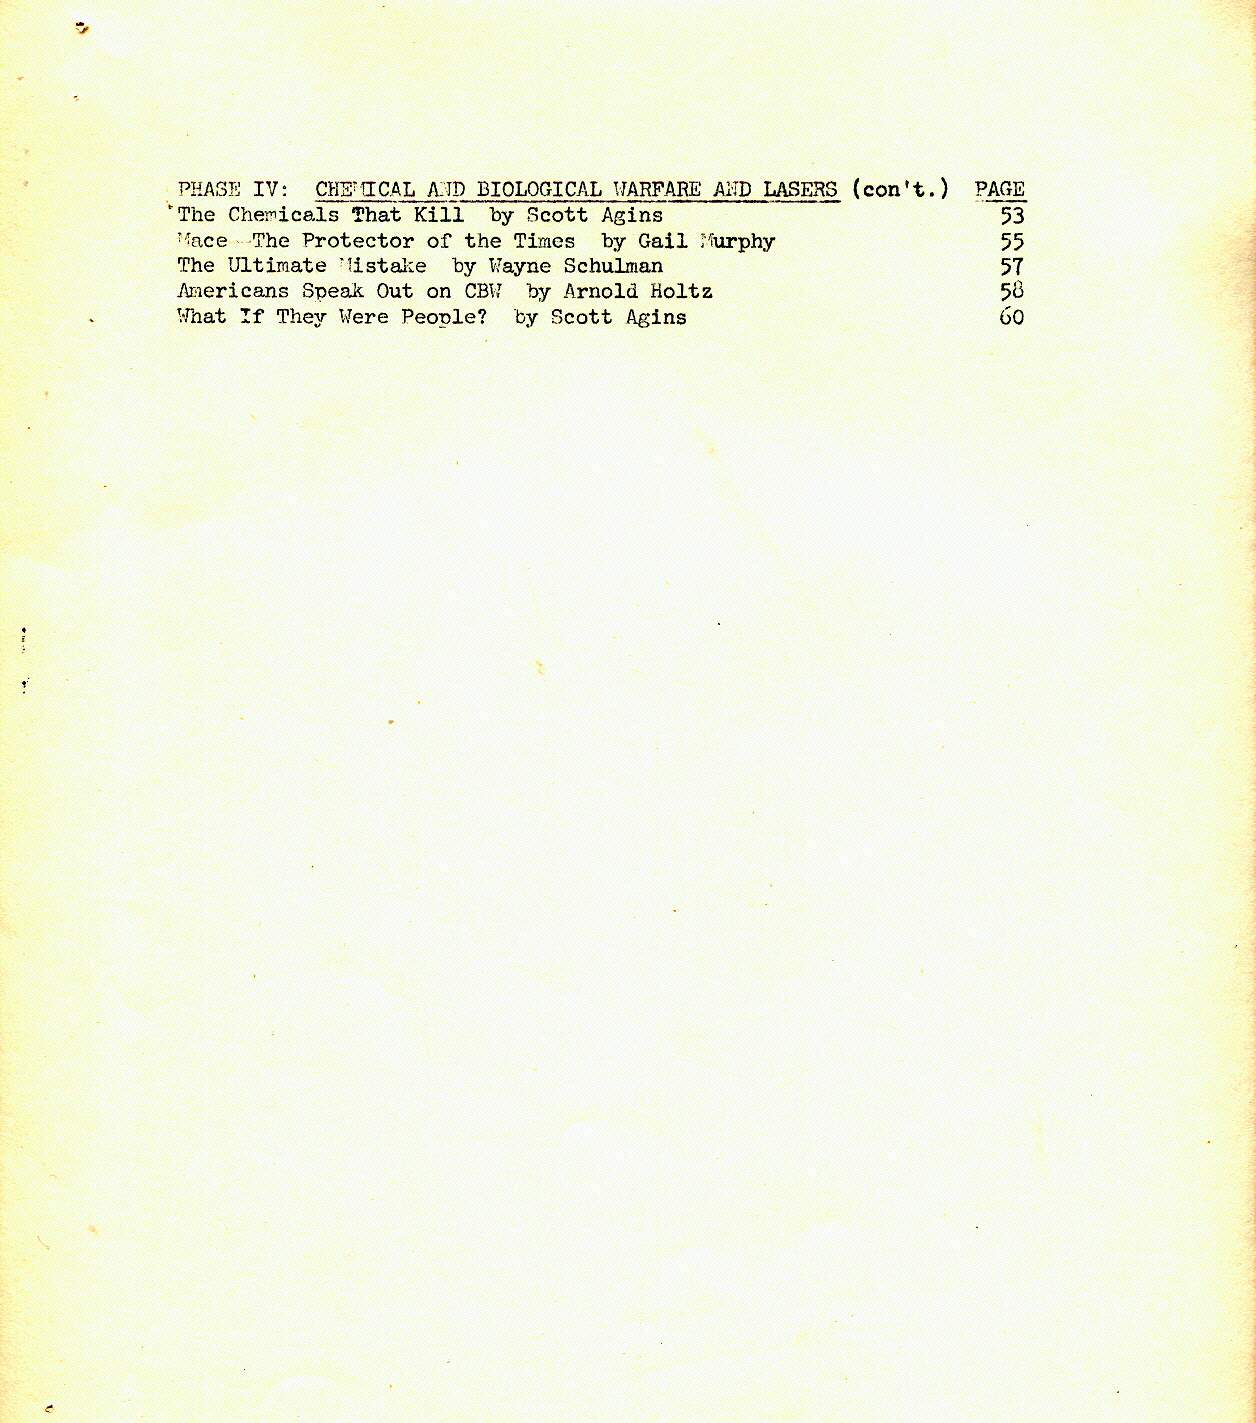 PHASE IV: CHEMICAL AND BIOLOGICAL WARFARE AND LASERS (con't.) PAGE
The Chemicals That Kill by Scott Agins 53
Mace--The Protector of the Times by Gail Murphy 55
The Ultimate Mistake by Wayne Schulman 57
Americans Speak Out on CBW by Arnold Holtz 58
What If They Were People? by Scott Agins 60